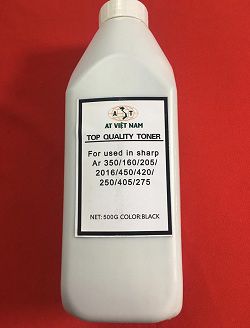 A T
AT VIỆT NAM
TOP QUALITY TONER
For used in sharp
Ar 350/160/205/
2016/450/420/
250/405/275
NET: 500G COLOR:BLACK